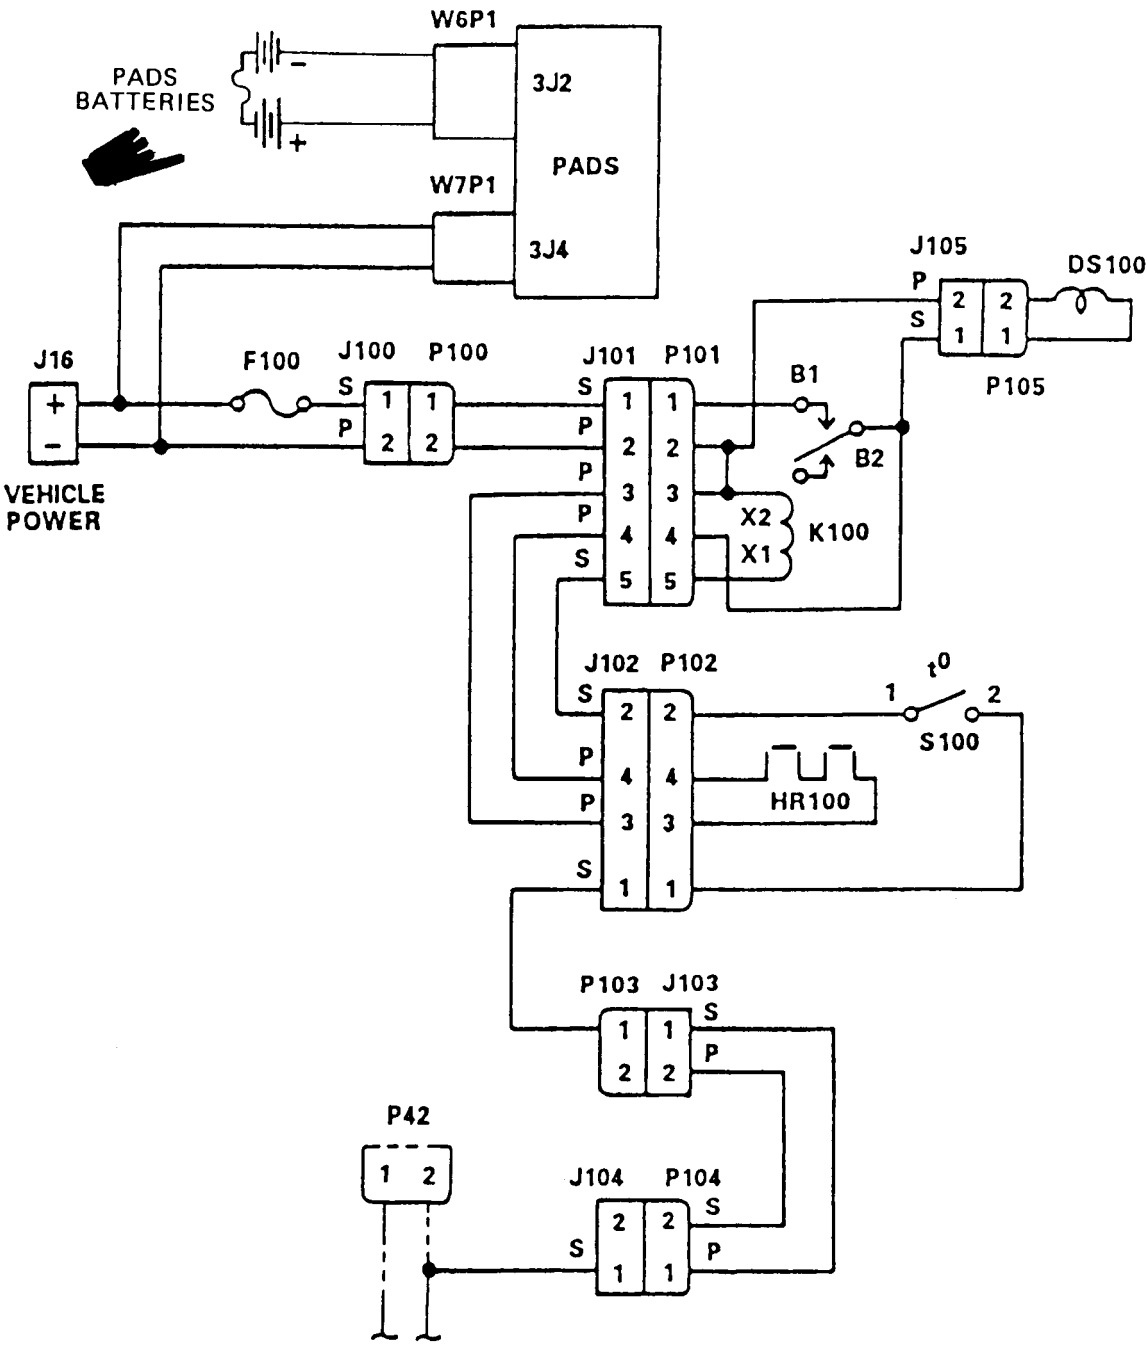 W6P1
PADS
BATTERIES
−
+
3J2
PADS
W7P1
3J4
J105
DS100
P
2 2
S
1 1
P105
J16
F100
J100 P100
J101 P101
B1
+
S
1 1
S
1 1
−
P
2 2
P
2 2
B2
VEHICLE
POWER
P
3 3
X2
K100
P
4 4
X1
S
5 5
J102 P102
t⁰
S
2 2
1 2
S100
P
4 4
HR100
P
3 3
S
1 1
P103 J103
1 1
S
2 2
P
P42
1 2
J104 P104
2 2
S
S
1 1
P